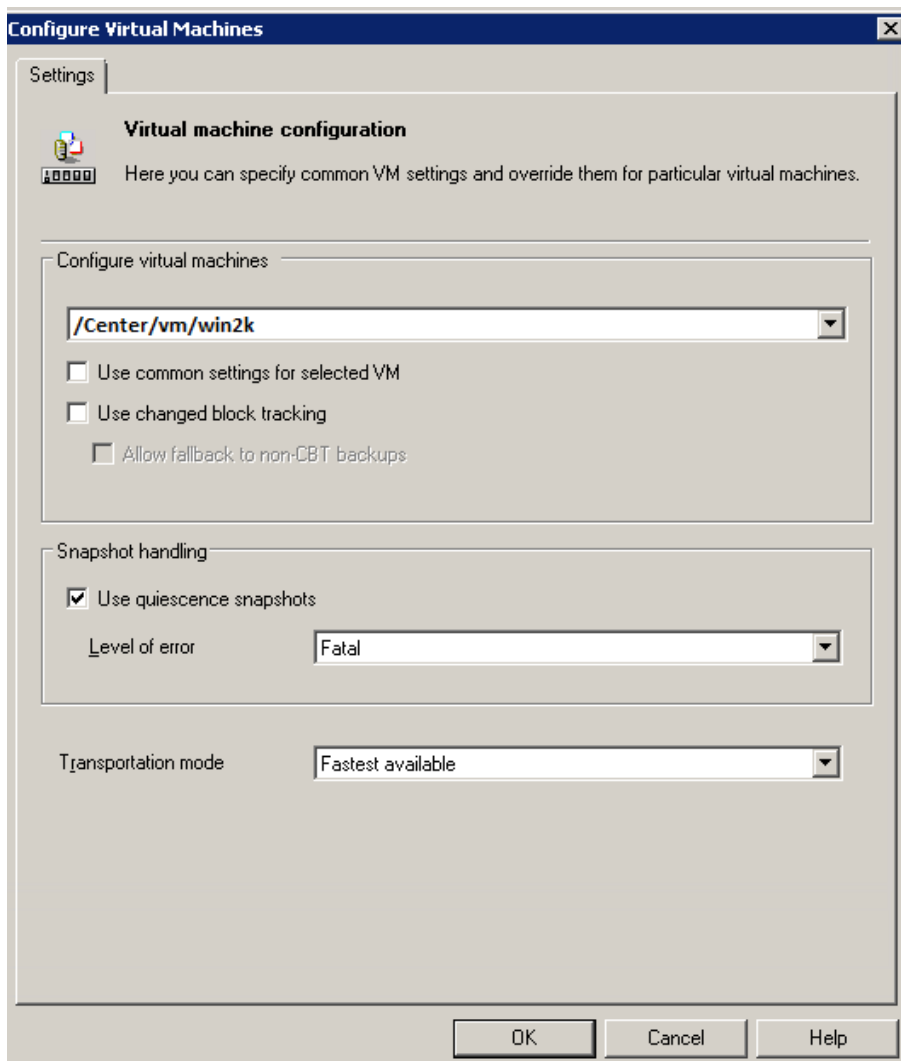 Configure Virtual Machines
Settings
Virtual machine configuration
Here you can specify common VM settings and override them for particular virtual machines.
Configure virtual machines
/Center/vm/win2k
Use common settings for selected VM
Use changed block tracking
Allow fallback to non-CBT backups
Snapshot handling
Use quiescence snapshots
Level of error Fatal
Transportation mode Fastest available
OK Cancel Help